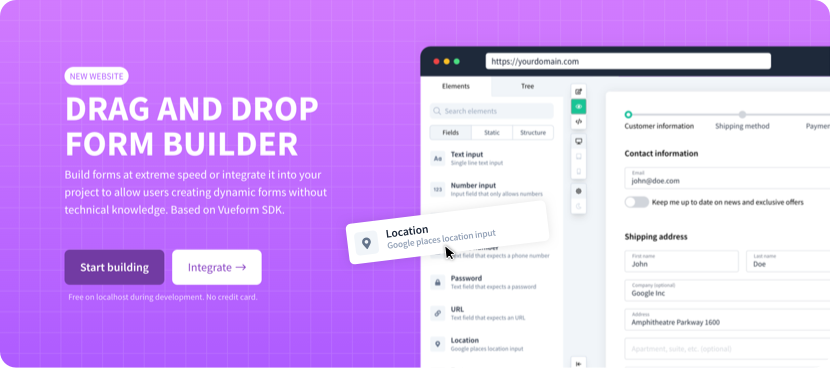 NEW WEBSITE
DRAG AND DROP
FORM BUILDER
Build forms at extreme speed or integrate it into your
project to allow users creating dynamic forms without
technical knowledge. Based on Vueform SDK.
Start building
Integrate →
Free on localhost during development. No credit card.
https://yourdomain.com
Elements
Tree
Search elements
Fields
Static
Structure
Aa
Text input
Single line text input
123
Number input
Input field that only allows numbers
Location
Google places location input
Text field that expects a phone number
Password
Text field that expects a password
URL
Text field that expects an URL
Location
Google places location input
Customer information
Shipping method
Paymen
Contact information
Email
john@doe.com
Keep me up to date on news and exclusive offers
Shipping address
First name
John
Last name
Doe
Company (optional)
Google Inc
Address
Amphitheatre Parkway 1600
Apartment, suite, etc. (optional)